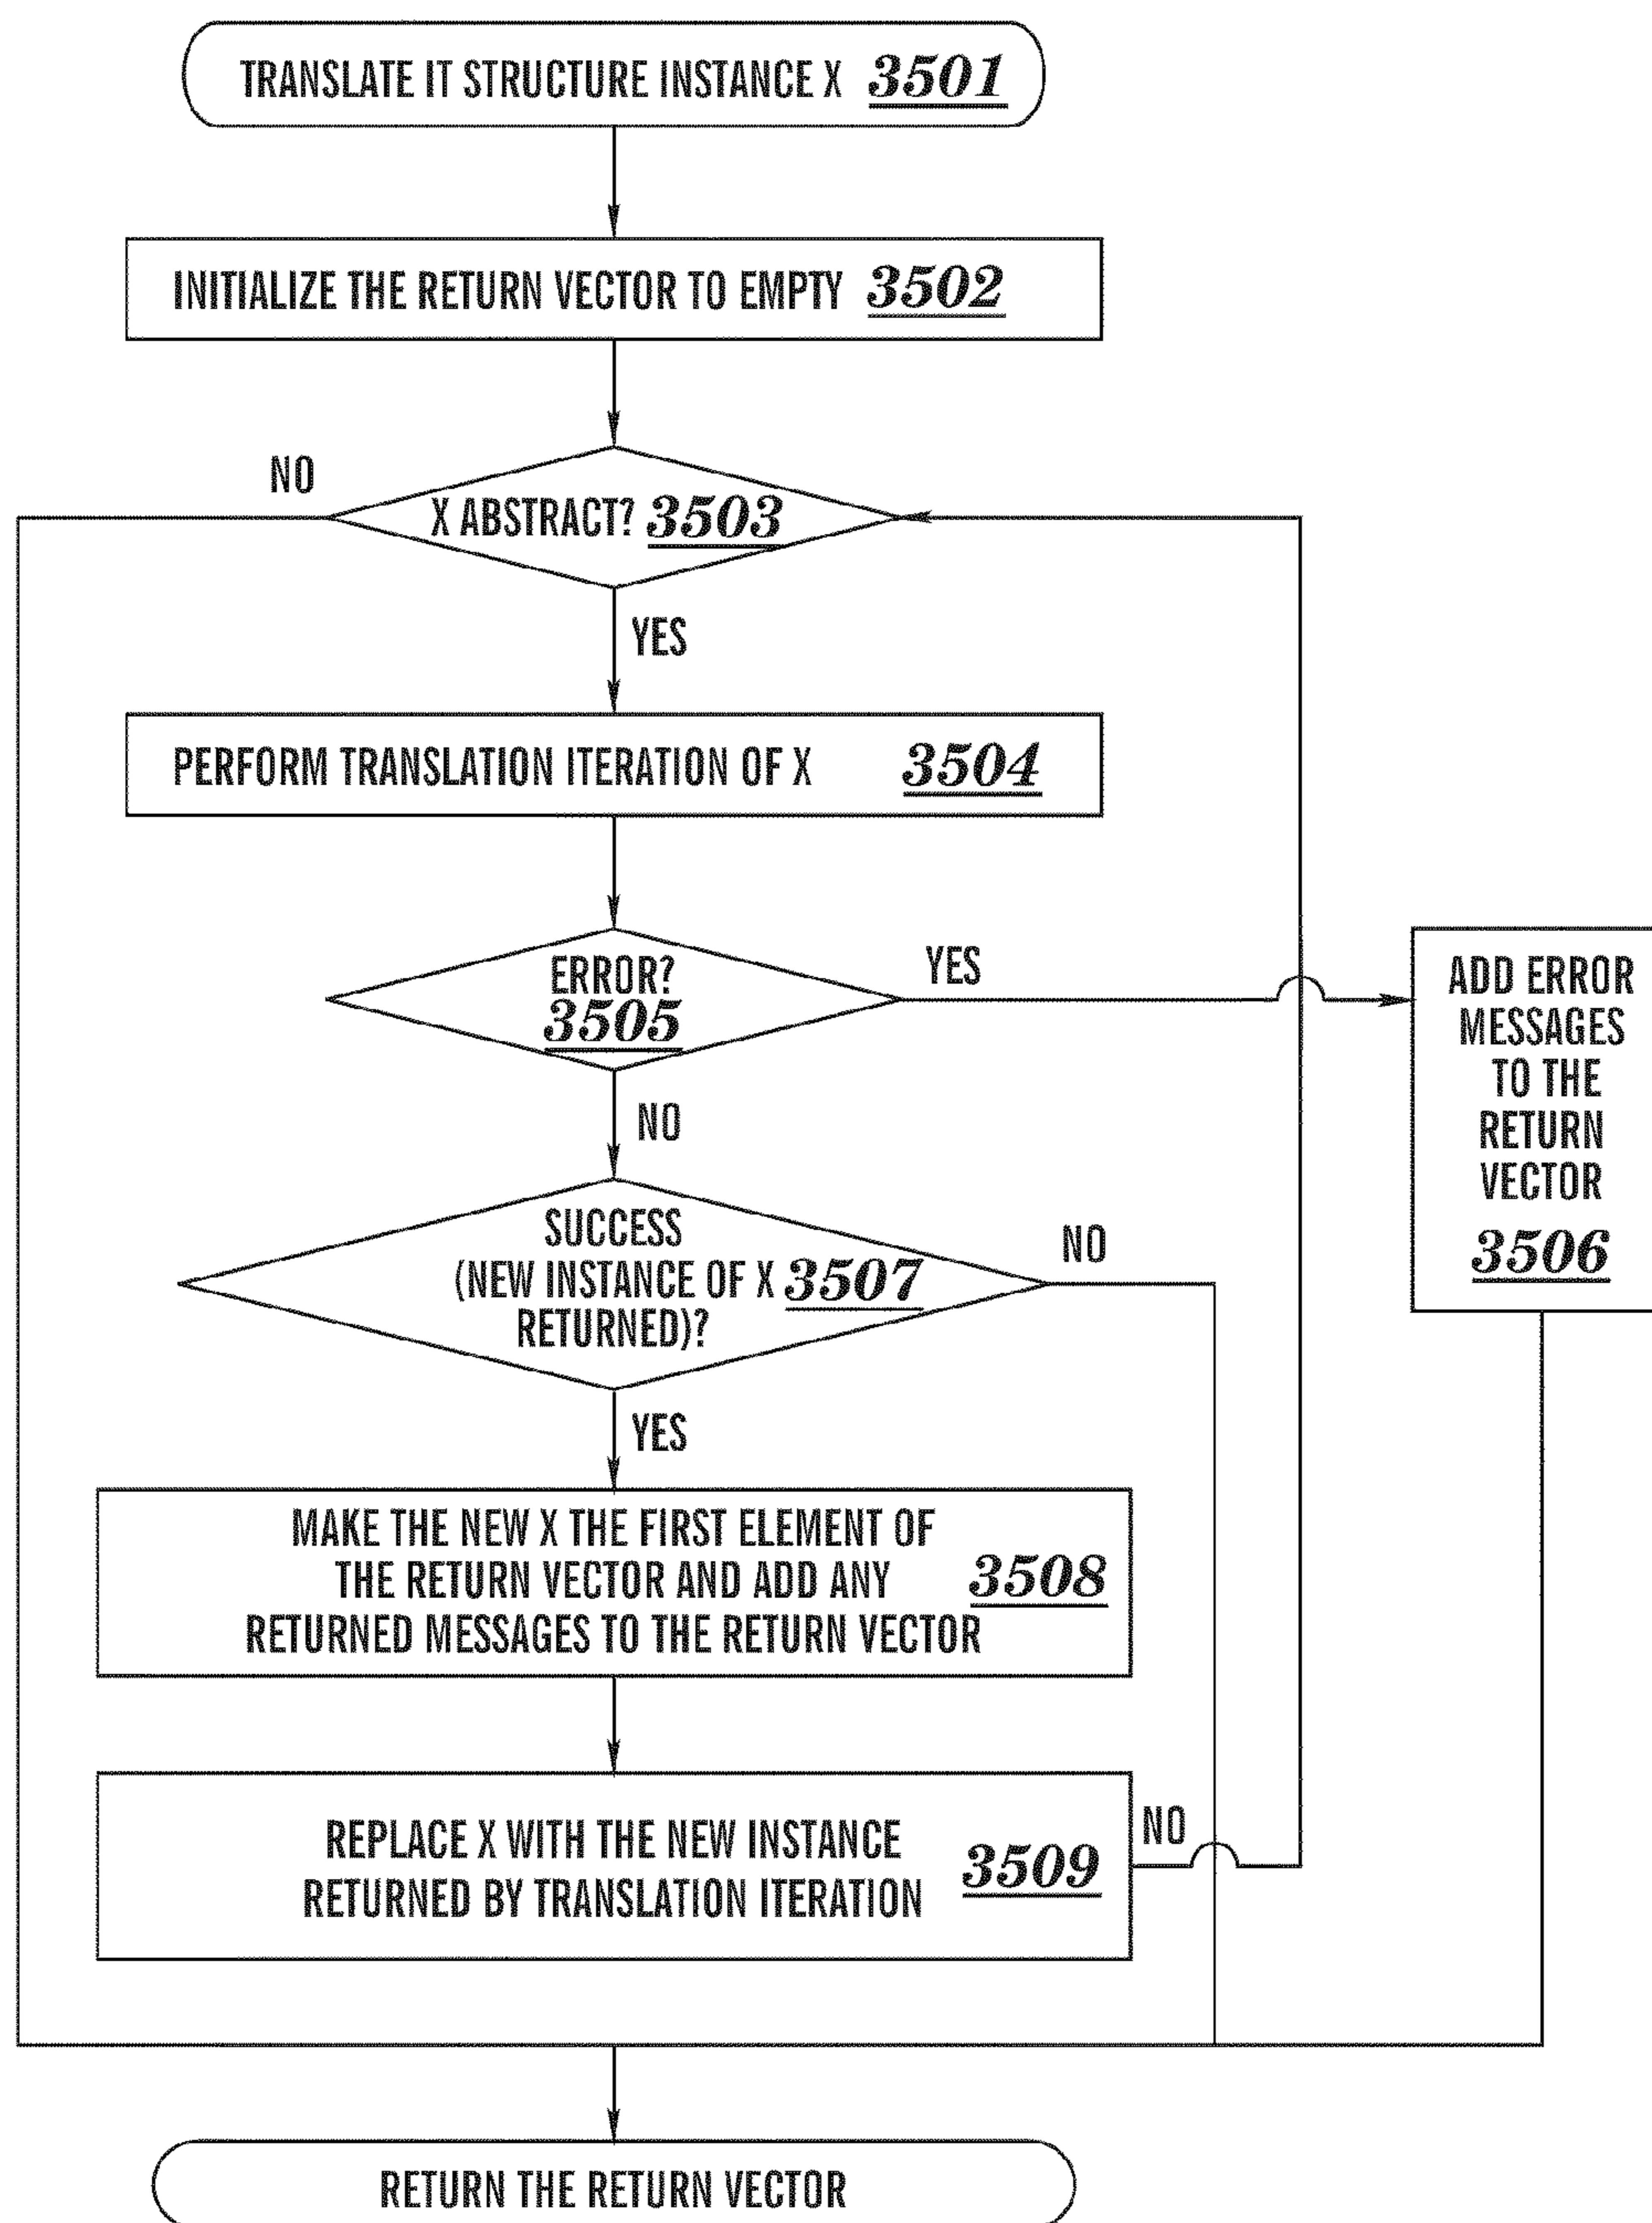 TRANSLATE IT STRUCTURE INSTANCE X 3501
INITIALIZE THE RETURN VECTOR TO EMPTY 3502
NO
X ABSTRACT? 3503
YES
PERFORM TRANSLATION ITERATION OF X 3504
ERROR?
3505
YES
NO
ADD ERROR
MESSAGES
TO THE
RETURN
VECTOR
3506
SUCCESS
(NEW INSTANCE OF X 3507
RETURNED)?
NO
YES
MAKE THE NEW X THE FIRST ELEMENT OF
THE RETURN VECTOR AND ADD ANY 3508
RETURNED MESSAGES TO THE RETURN VECTOR
REPLACE X WITH THE NEW INSTANCE
RETURNED BY TRANSLATION ITERATION 3509
NO
RETURN THE RETURN VECTOR